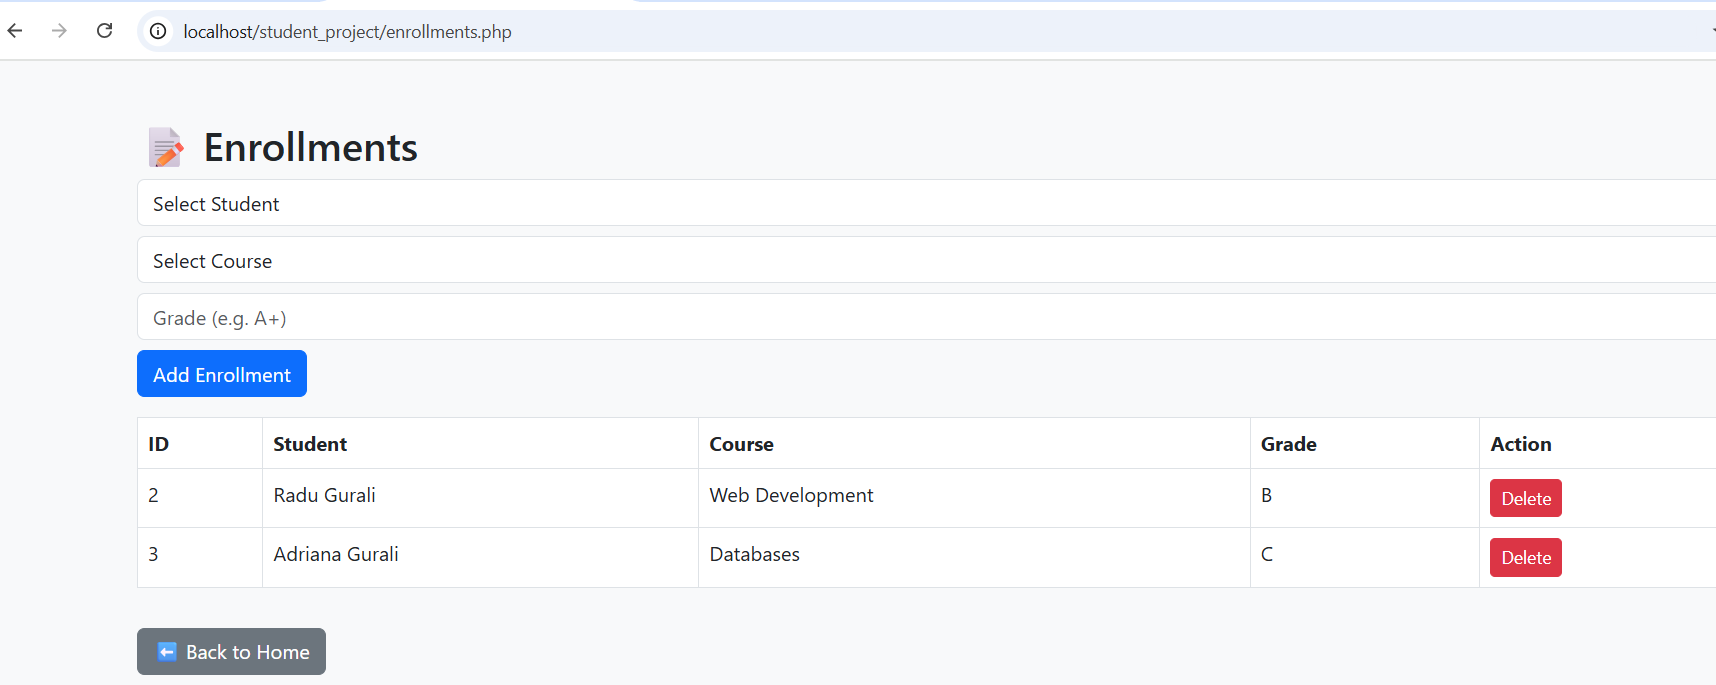 localhost/student_project/enrollments.php
Enrollments
Select Student
Select Course
Grade (e.g. A+)
Add Enrollment
ID Student Course Grade Action
2 Radu Gurali Web Development B Delete
3 Adriana Gurali Databases C Delete
Back to Home